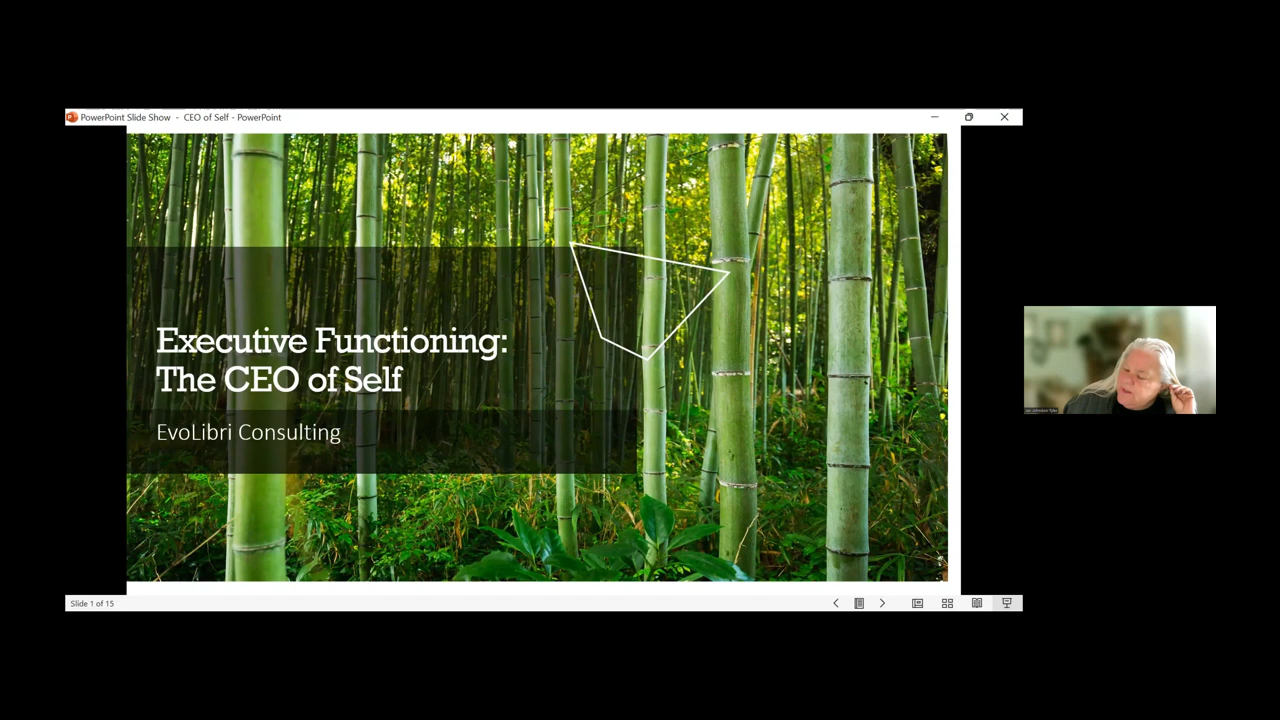 PowerPoint Slide Show - CEO of Self - PowerPoint
Executive Functioning:
The CEO of Self
EvoLibri Consulting
Slide 1 of 15